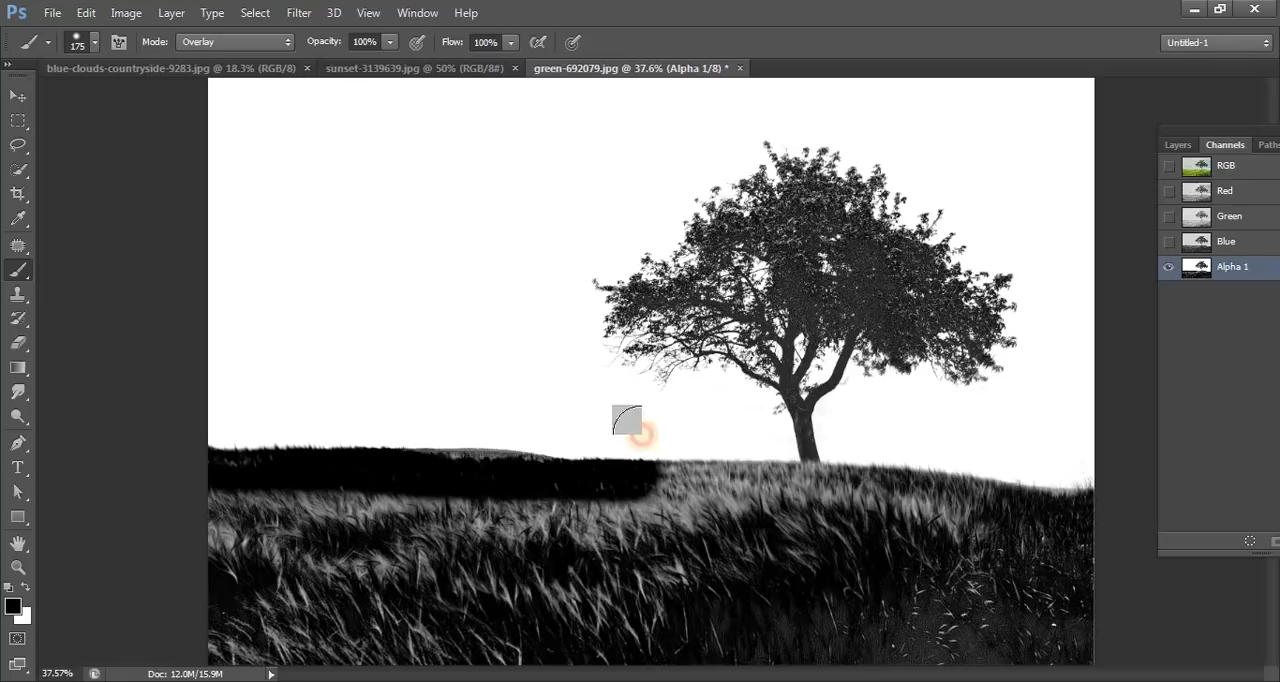 Ps File Edit Image Layer Type Select Filter 3D View Window Help
175 Mode: Overlay Opacity: 100% Flow: 100% Untitled-1
blue-clouds-countryside-9283.jpg @ 18.3% (RGB/8) × sunset-3139639.jpg @ 50% (RGB/8#) × green-692079.jpg @ 37.6% (Alpha 1/8) * ×
Layers Channels Paths
RGB
Red
Green
Blue
Alpha 1
T
37.57% Doc: 12.0M/15.9M